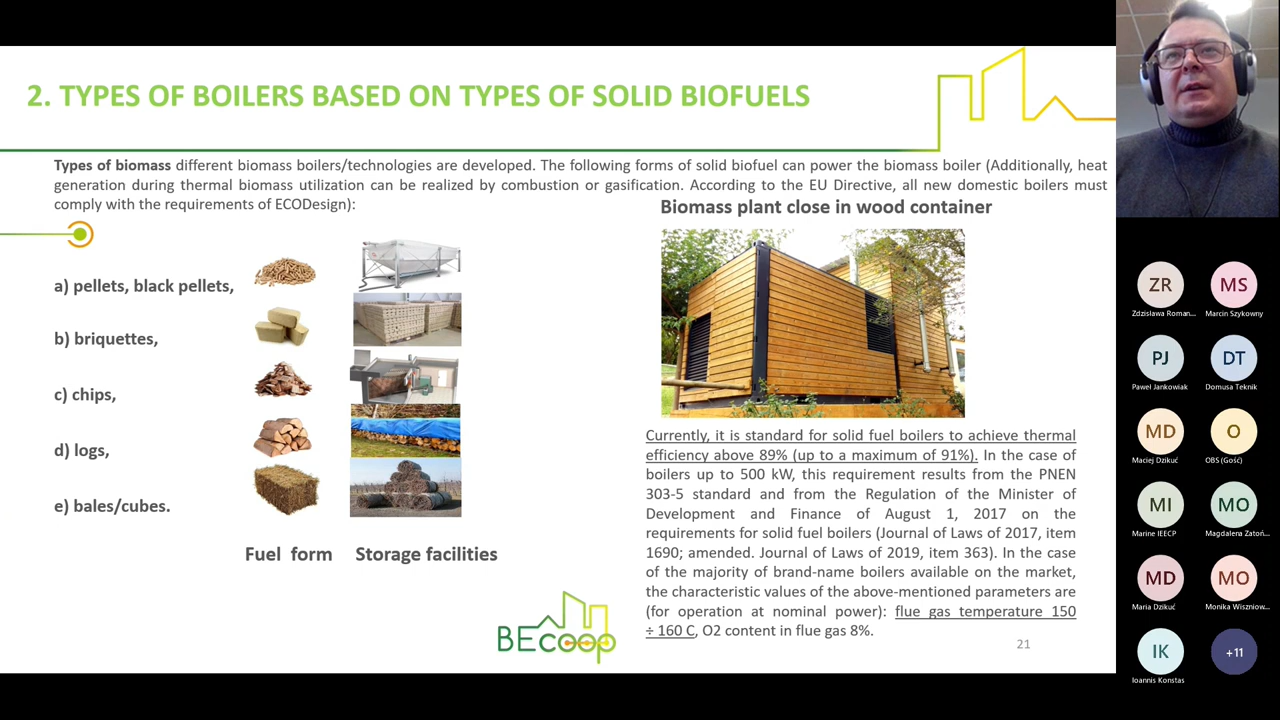 2. TYPES OF BOILERS BASED ON TYPES OF SOLID BIOFUELS
Types of biomass different biomass boilers/technologies are developed. The following forms of solid biofuel can power the biomass boiler (Additionally, heat
generation during thermal biomass utilization can be realized by combustion or gasification. According to the EU Directive, all new domestic boilers must
comply with the requirements of ECODesign):
a) pellets, black pellets,
b) briquettes,
c) chips,
d) logs,
e) bales/cubes.
Fuel form Storage facilities
Biomass plant close in wood container
Currently, it is standard for solid fuel boilers to achieve thermal
efficiency above 89% (up to a maximum of 91%). In the case of
boilers up to 500 kW, this requirement results from the PNEN
303-5 standard and from the Regulation of the Minister of
Development and Finance of August 1, 2017 on the
requirements for solid fuel boilers (Journal of Laws of 2017, item
1690; amended. Journal of Laws of 2019, item 363). In the case
of the majority of brand-name boilers available on the market,
the characteristic values of the above-mentioned parameters are
(for operation at nominal power): flue gas temperature 150
÷ 160 C, O2 content in flue gas 8%.
BECoop
21
ZR
Zdzisława Roman...
MS
Marcin Szykowny
PJ
Paweł Jankowiak
DT
Domusa Teknik
MD
Maciej Dzikuć
O
OBS (Gość)
MI
Marine IEECP
MO
Magdalena Zatoń...
MD
Maria Dzikuć
MO
Monika Wiszniow...
IK
Ioannis Konstas
+11